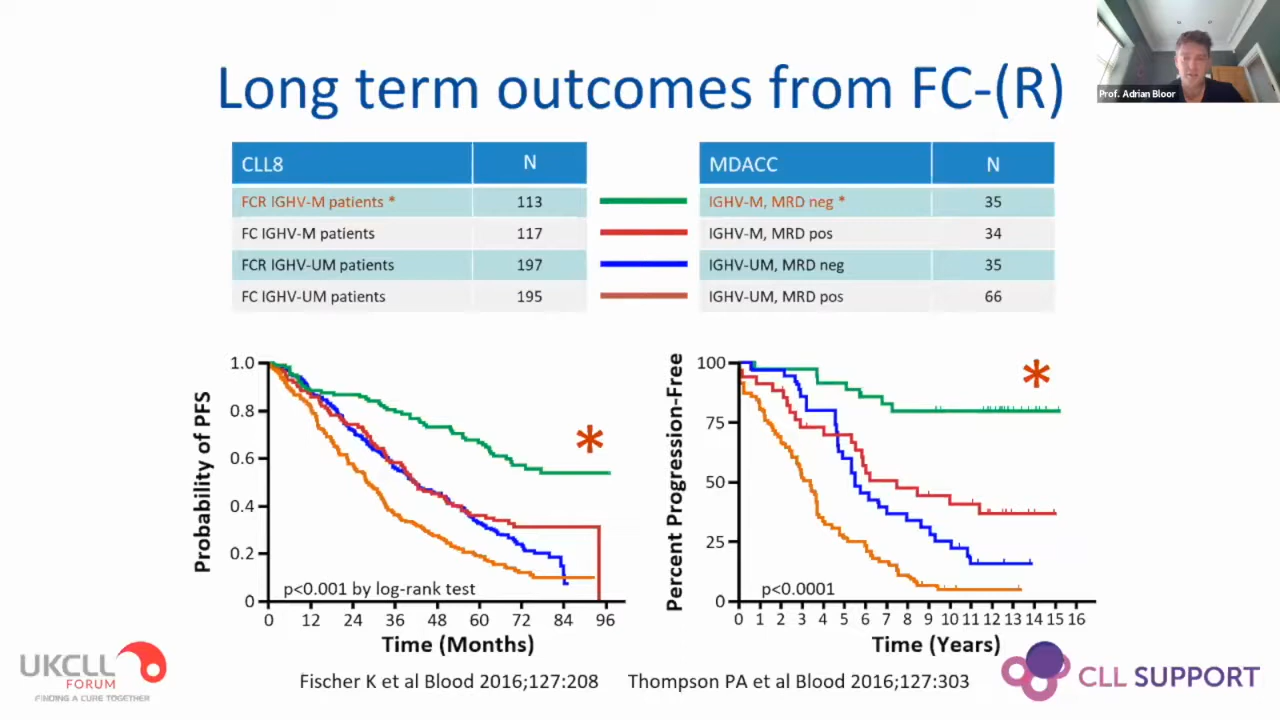 Prof. Adrian Bloor
Long term outcomes from FC-(R)
CLL8 N
FCR IGHV-M patients * 113
FC IGHV-M patients 117
FCR IGHV-UM patients 197
FC IGHV-UM patients 195
MDACC N
IGHV-M, MRD neg * 35
IGHV-M, MRD pos 34
IGHV-UM, MRD neg 35
IGHV-UM, MRD pos 66
Probability of PFS
1.0
0.8
0.6
0.4
0.2
0
*
p<0.001 by log-rank test
0 12 24 36 48 60 72 84 96
Time (Months)
Percent Progression-Free
100
75
50
25
0
*
p<0.0001
0 1 2 3 4 5 6 7 8 9 10 11 12 13 14 15 16
Time (Years)
UKCLL
FORUM
FINDING A CURE TOGETHER
Fischer K et al Blood 2016;127:208
Thompson PA et al Blood 2016;127:303
CLL SUPPORT